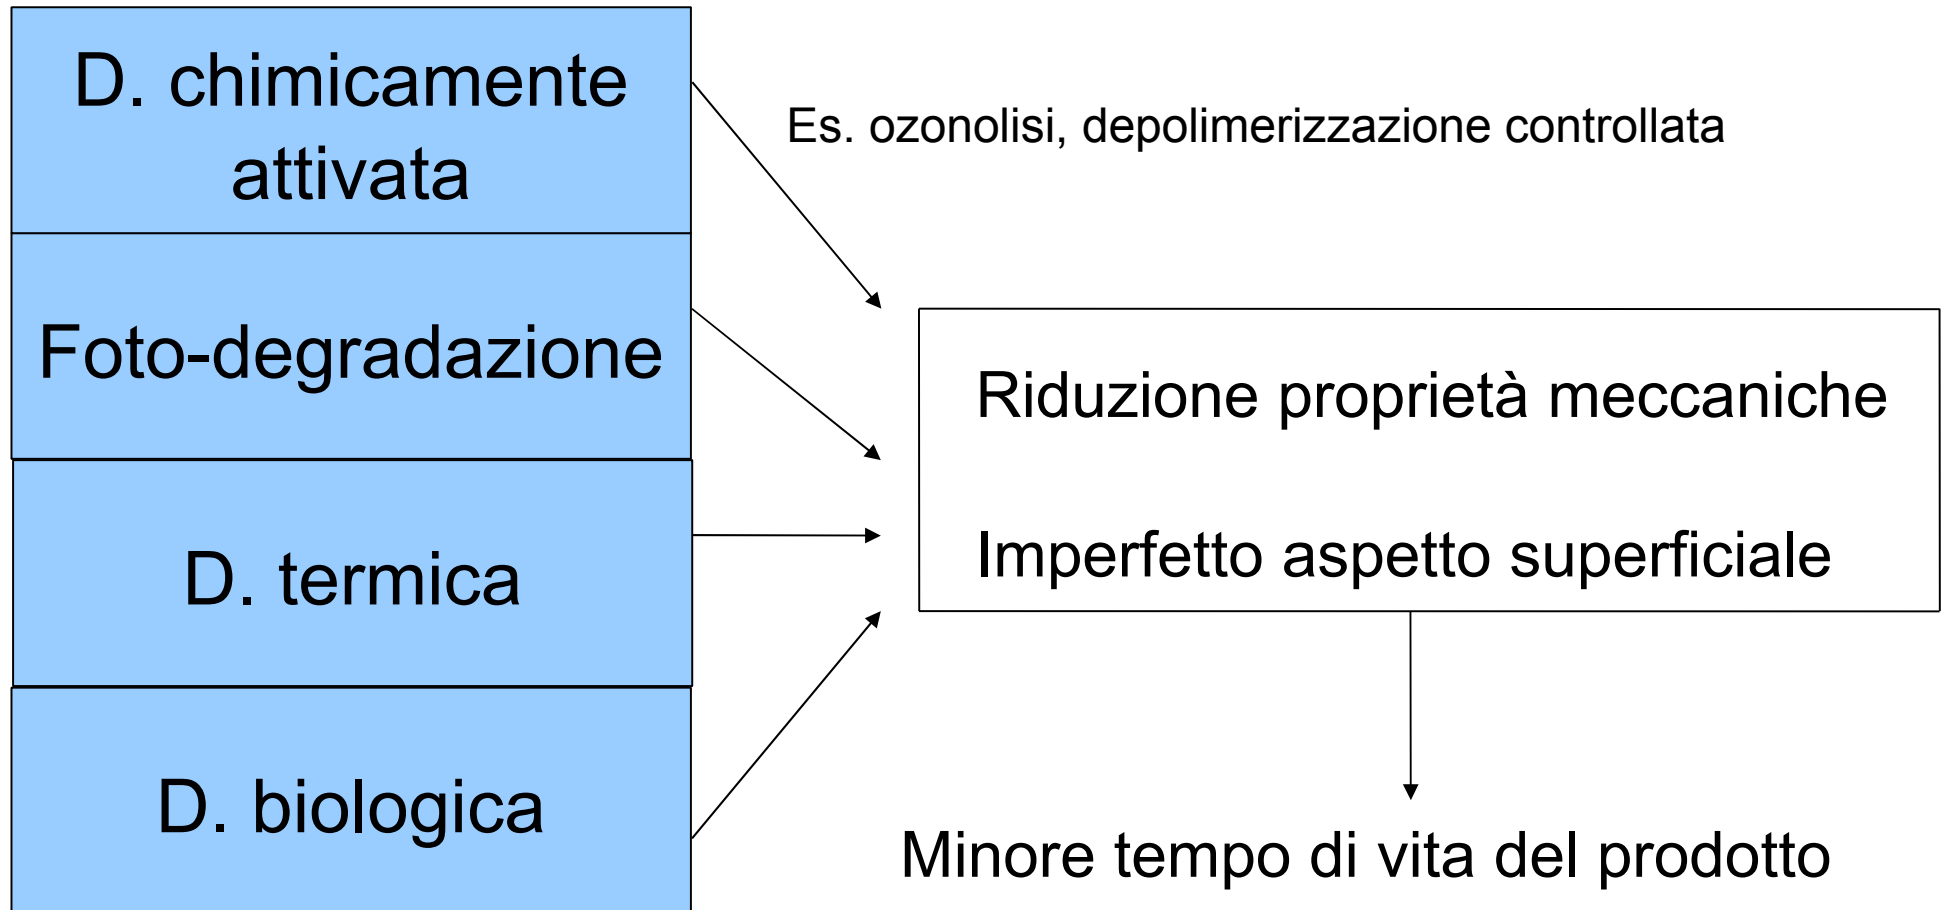 D. chimicamente
attivata
Es. ozonolisi, depolimerizzazione controllata
Foto-degradazione
Riduzione proprietà meccaniche
Imperfetto aspetto superficiale
D. termica
D. biologica
Minore tempo di vita del prodotto